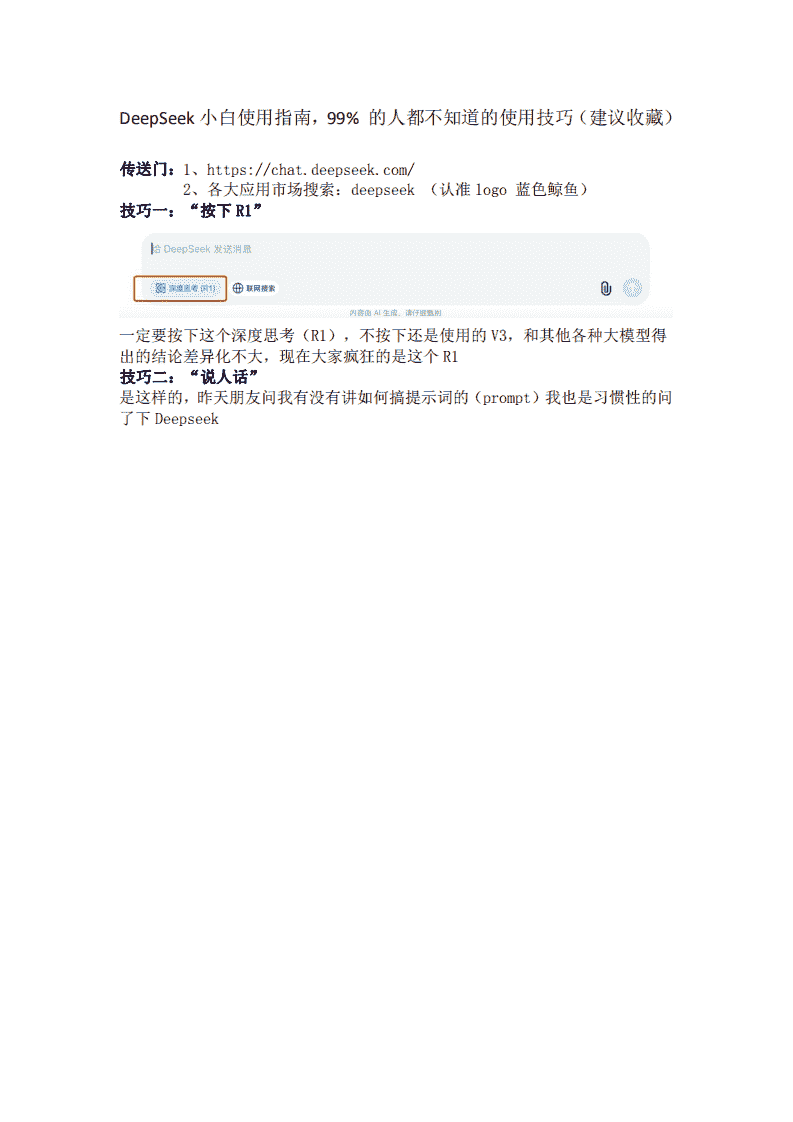 DeepSeek 小白使用指南，99% 的人都不知道的使用技巧（建议收藏）
传送门：1、https://chat.deepseek.com/
2、各大应用市场搜索：deepseek （认准 logo 蓝色鲸鱼）
技巧一：“按下 R1”
给 DeepSeek 发送消息
深度思考 (R1) 联网搜索
内容由 AI 生成，请仔细甄别
一定要按下这个深度思考（R1），不按下还是使用的 V3，和其他各种大模型得
出的结论差异化不大，现在大家疯狂的是这个 R1
技巧二：“说人话”
是这样的，昨天朋友问我有没有讲如何搞提示词的（prompt）我也是习惯性的问
了下 Deepseek